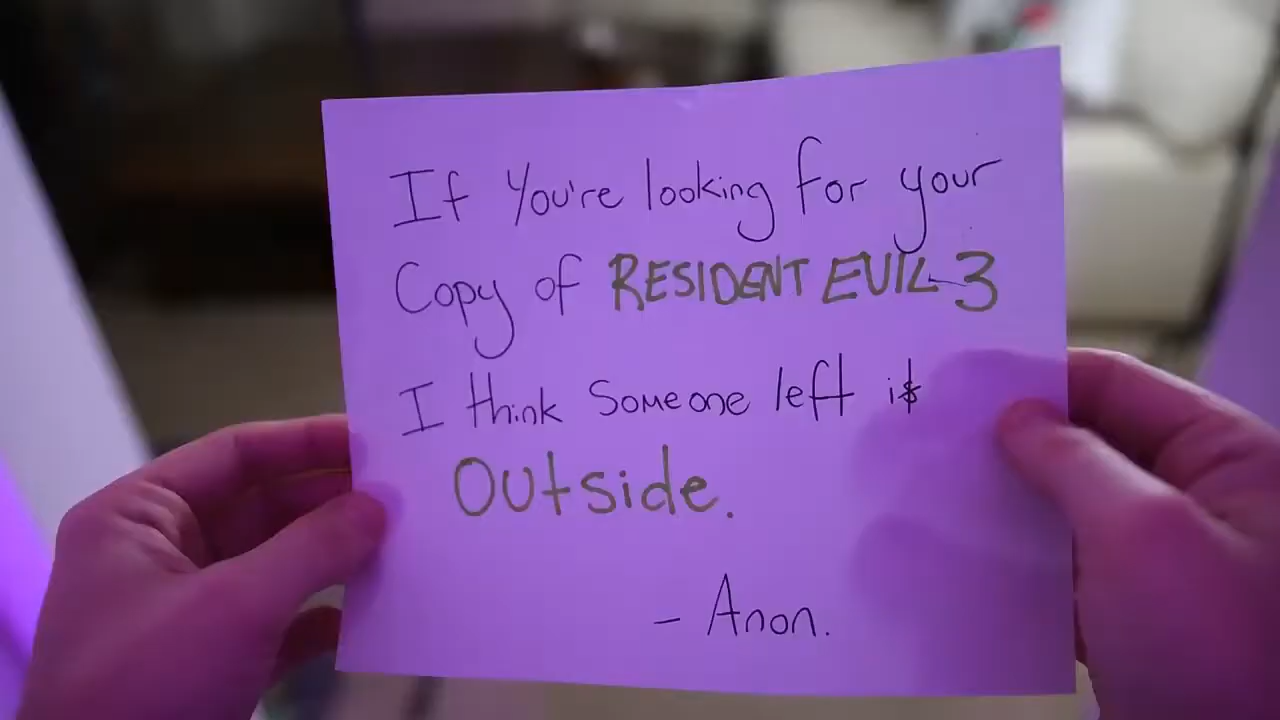 If You're looking for your
Copy of RESIDENT EVIL 3
I think Someone left it
Outside.
- Anon.